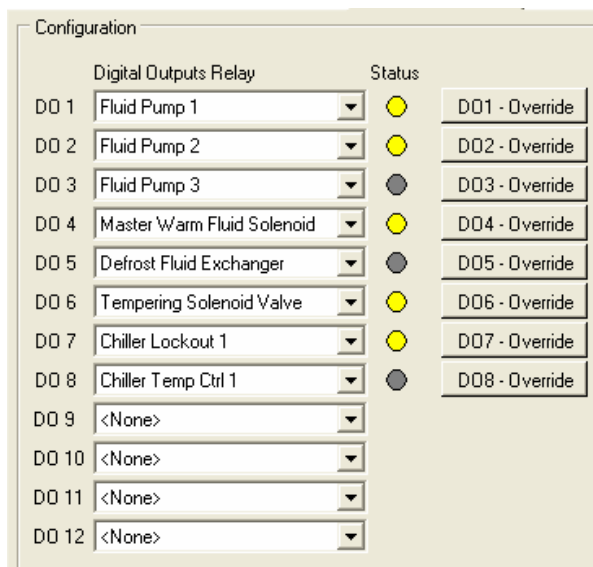 Configuration
Digital Outputs Relay Status
DO 1 Fluid Pump 1 DO1 - Override
DO 2 Fluid Pump 2 DO2 - Override
DO 3 Fluid Pump 3 DO3 - Override
DO 4 Master Warm Fluid Solenoid DO4 - Override
DO 5 Defrost Fluid Exchanger DO5 - Override
DO 6 Tempering Solenoid Valve DO6 - Override
DO 7 Chiller Lockout 1 DO7 - Override
DO 8 Chiller Temp Ctrl 1 DO8 - Override
DO 9 <None>
DO 10 <None>
DO 11 <None>
DO 12 <None>